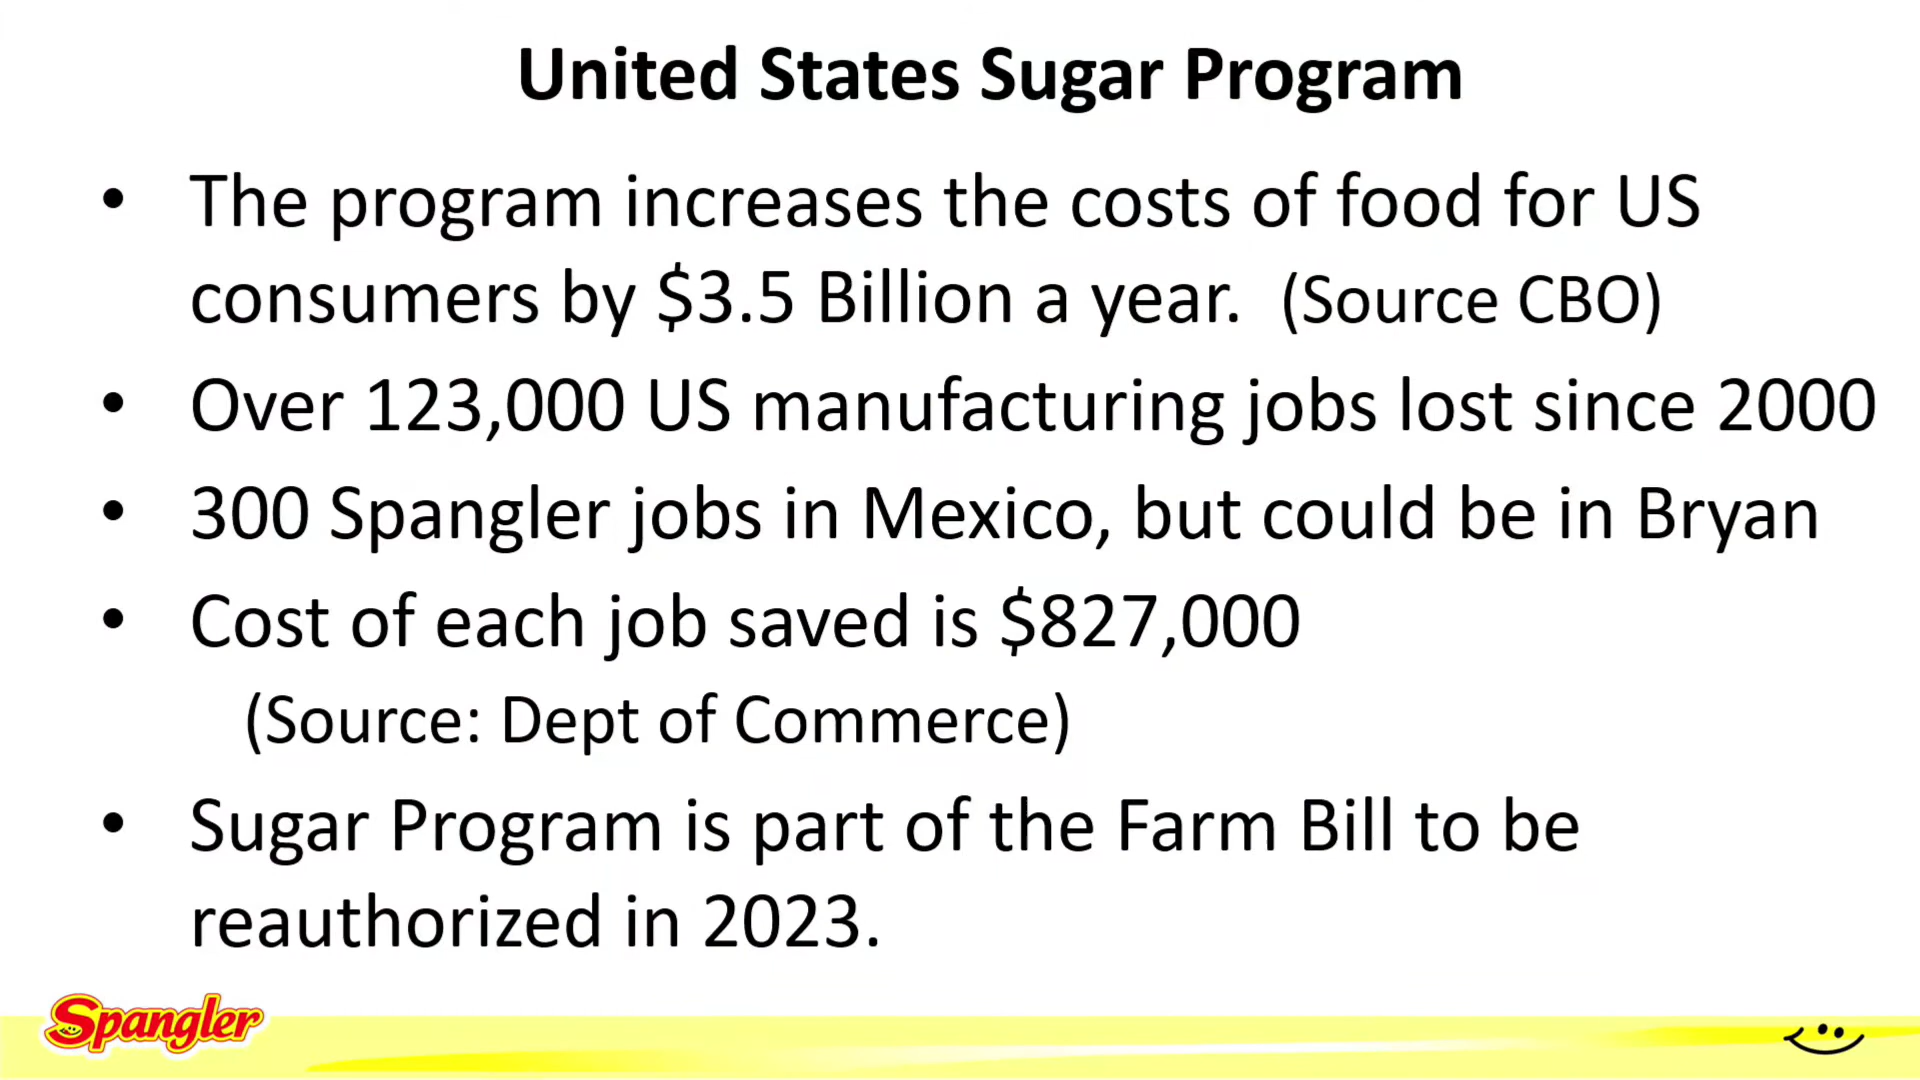 United States Sugar Program
• The program increases the costs of food for US
consumers by $3.5 Billion a year. (Source CBO)
• Over 123,000 US manufacturing jobs lost since 2000
• 300 Spangler jobs in Mexico, but could be in Bryan
• Cost of each job saved is $827,000
(Source: Dept of Commerce)
• Sugar Program is part of the Farm Bill to be
reauthorized in 2023.
Spangler